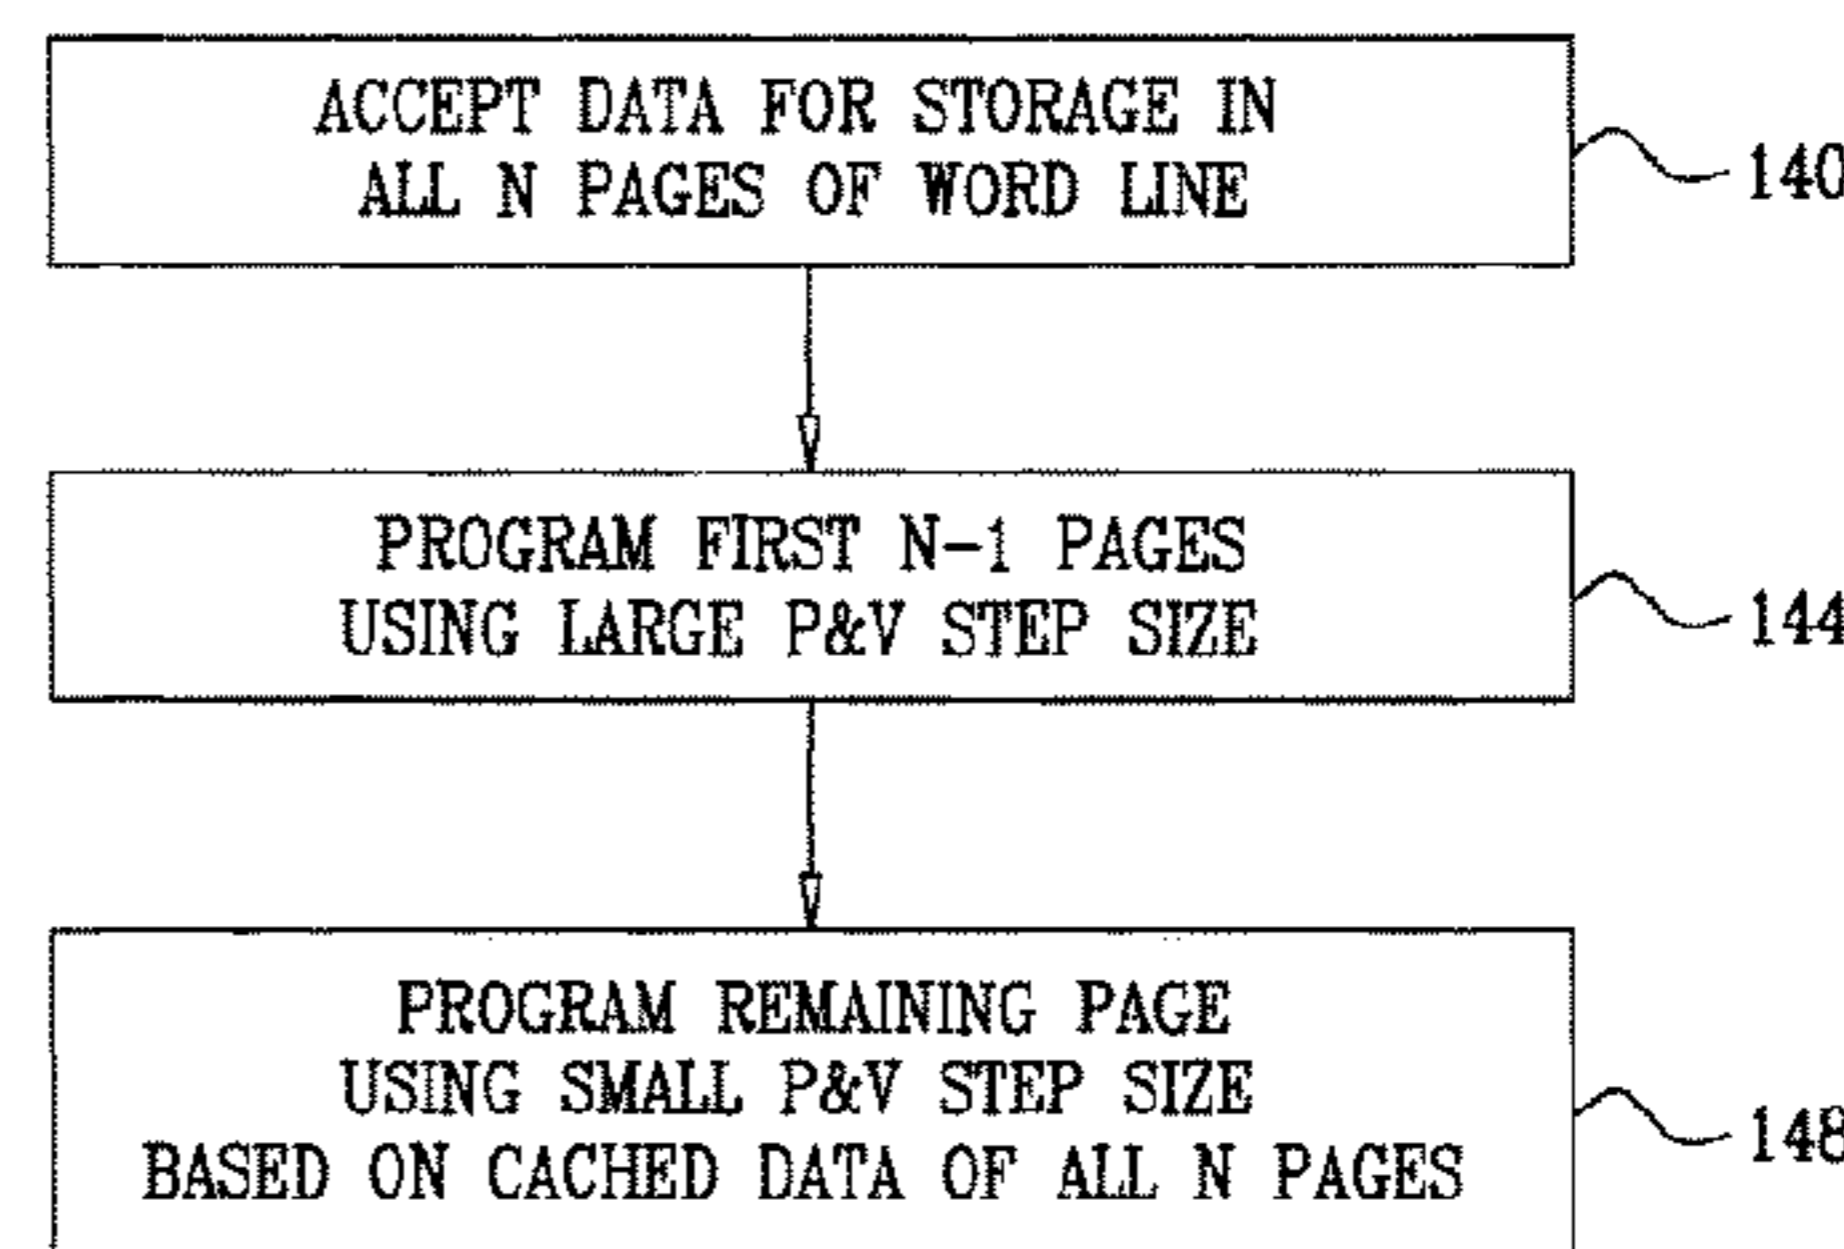 ACCEPT DATA FOR STORAGE IN
ALL N PAGES OF WORD LINE
140
PROGRAM FIRST N-1 PAGES
USING LARGE P&V STEP SIZE
144
PROGRAM REMAINING PAGE
USING SMALL P&V STEP SIZE
BASED ON CACHED DATA OF ALL N PAGES
148